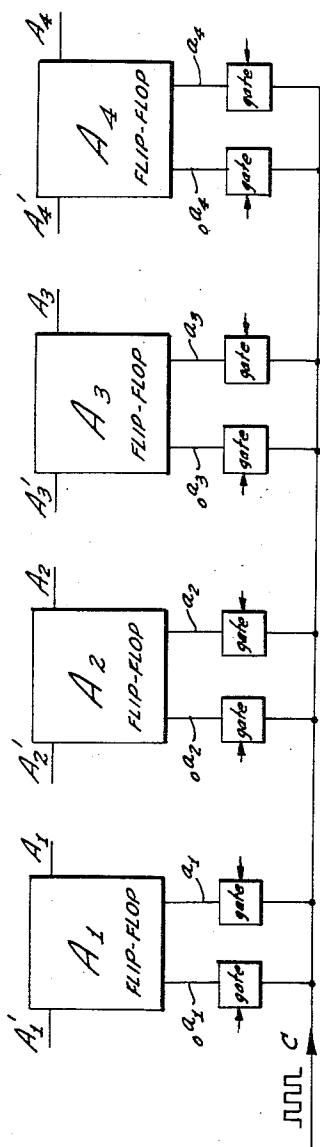 A₁′ A₁ A₂′ A₂ A₃′ A₃ A₄′ A₄
A₁ A₂ A₃ A₄
FLIP-FLOP FLIP-FLOP FLIP-FLOP FLIP-FLOP
₀a₁ a₁ ₀a₂ a₂ ₀a₃ a₃ ₀a₄ a₄
gate gate gate gate gate gate gate gate
C